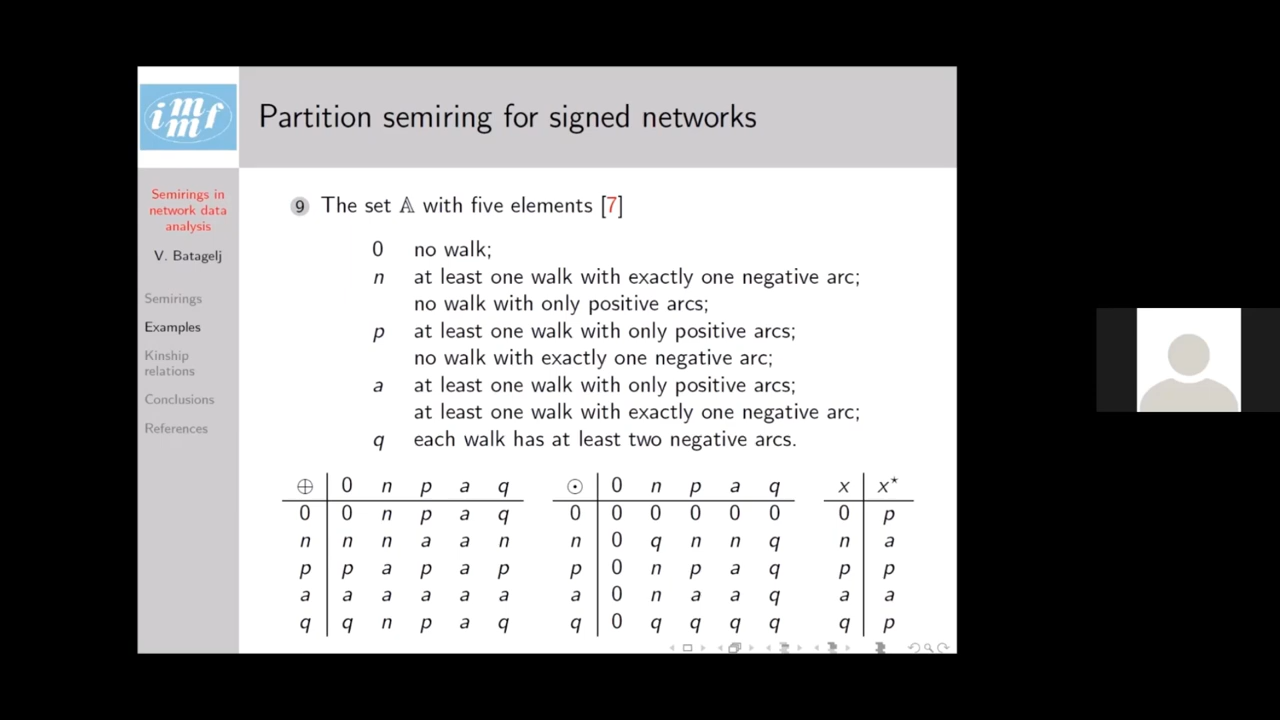 imfm
Partition semiring for signed networks
Semirings in
network data
analysis
V. Batagelj
Semirings
Examples
Kinship
relations
Conclusions
References
9 The set 𝔸 with five elements [7]
0 no walk;
n at least one walk with exactly one negative arc;
no walk with only positive arcs;
p at least one walk with only positive arcs;
no walk with exactly one negative arc;
a at least one walk with only positive arcs;
at least one walk with exactly one negative arc;
q each walk has at least two negative arcs.
⊕ 0 n p a q
0 0 n p a q
n n n a a n
p p a p a p
a a a a a a
q q n p a q
⊙ 0 n p a q
0 0 0 0 0 0
n 0 q n n q
p 0 n p a q
a 0 n a a q
q 0 q q q q
x x⋆
0 p
n a
p p
a a
q p